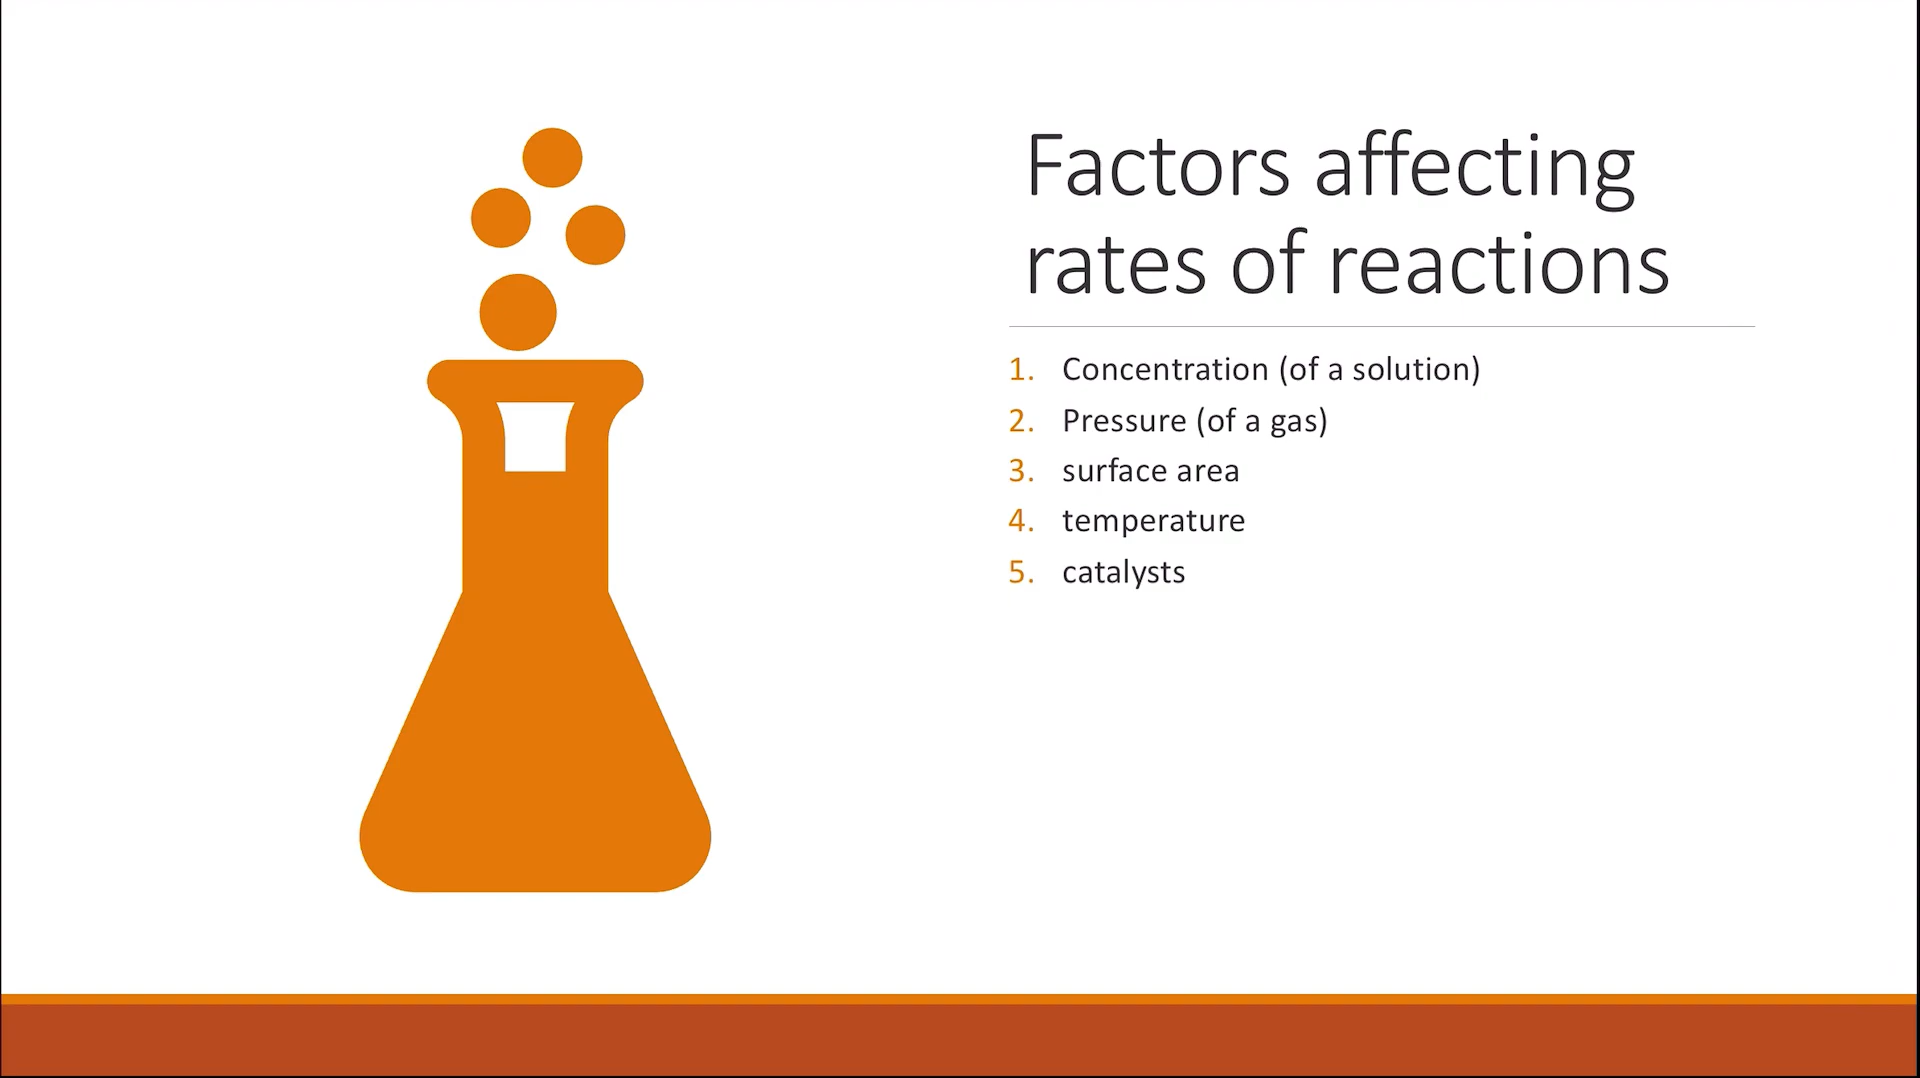 Factors affecting
rates of reactions
1. Concentration (of a solution)
2. Pressure (of a gas)
3. surface area
4. temperature
5. catalysts